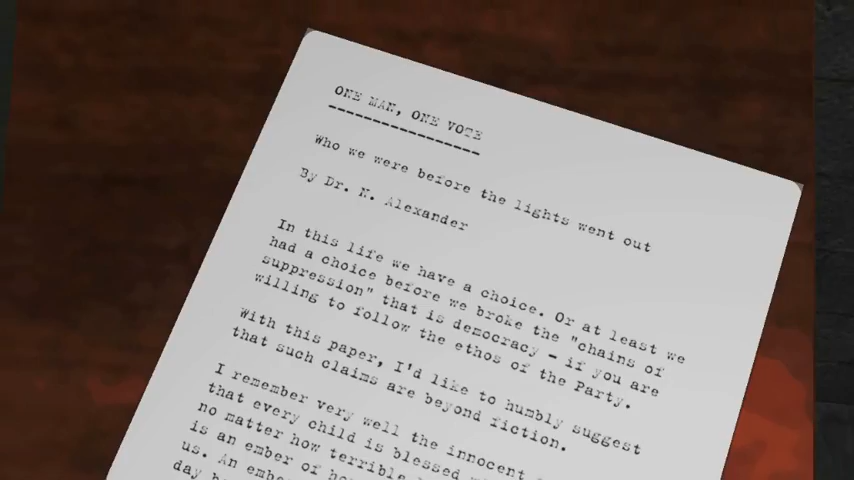 ONE MAN, ONE VOTE
Who we were before the lights went out
By Dr. N. Alexander
In this life we have a choice. Or at least we
had a choice before we broke the "chains of
suppression" that is democracy – if you are
willing to follow the ethos of the Party.
With this paper, I'd like to humbly suggest
that such claims are beyond fiction.
I remember very well the innocent
that every child is blessed
no matter how terrible
is an ember of
us. An
day